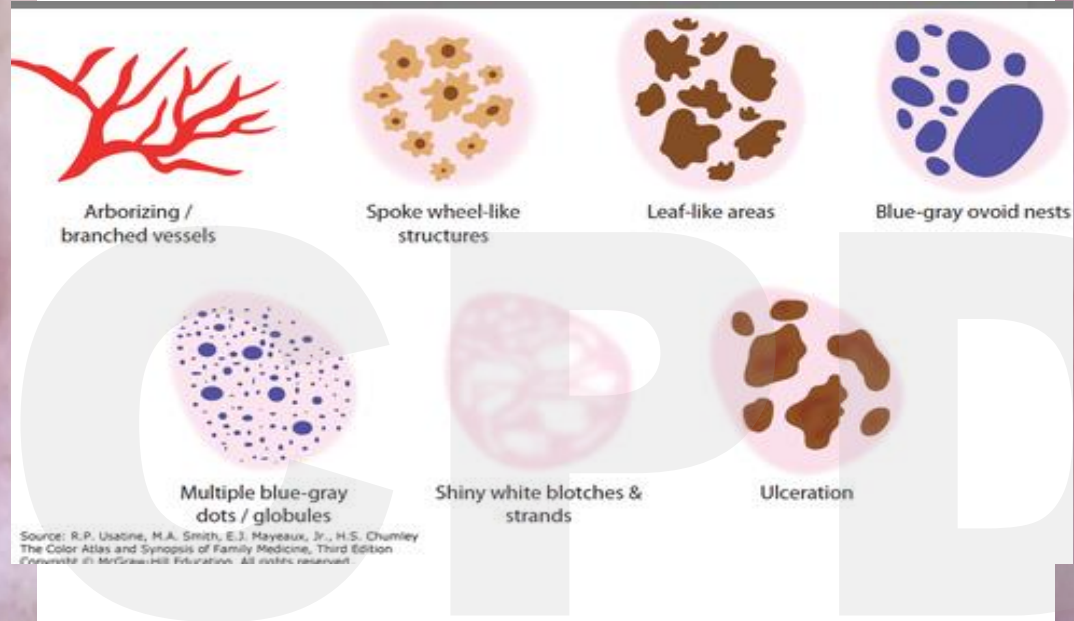 Arborizing /
branched vessels
Spoke wheel-like
structures
Leaf-like areas
Blue-gray ovoid nests
Multiple blue-gray
dots / globules
Shiny white blotches &
strands
Ulceration
Source: R.P. Usatine, M.A. Smith, E.J. Mayeaux, Jr., H.S. Chumley
The Color Atlas and Synopsis of Family Medicine, Third Edition
Copyright © McGraw-Hill Education. All rights reserved.
CPD